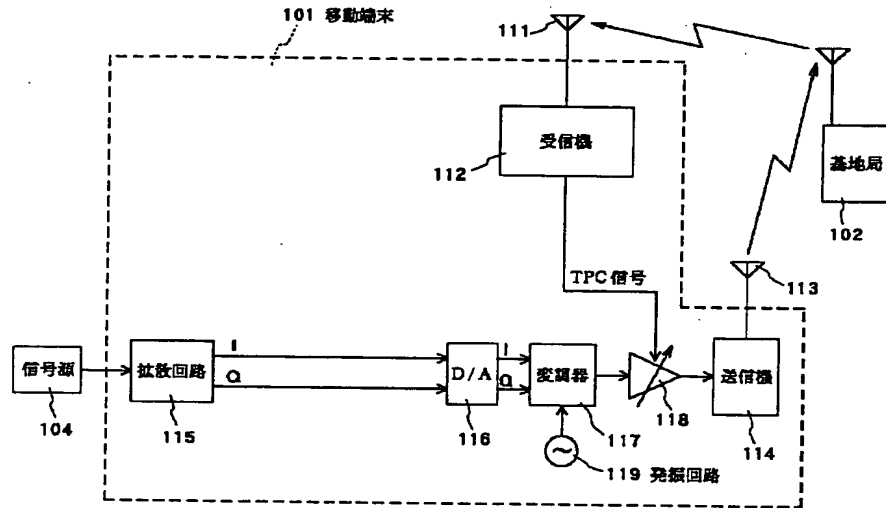 101 移動端末
111
受信機
112
基地局
102
TPC信号
113
信号源
104
拡散回路
115
I
Q
D/A
116
I
Q
変調器
117
118
送信機
114
119 発振回路